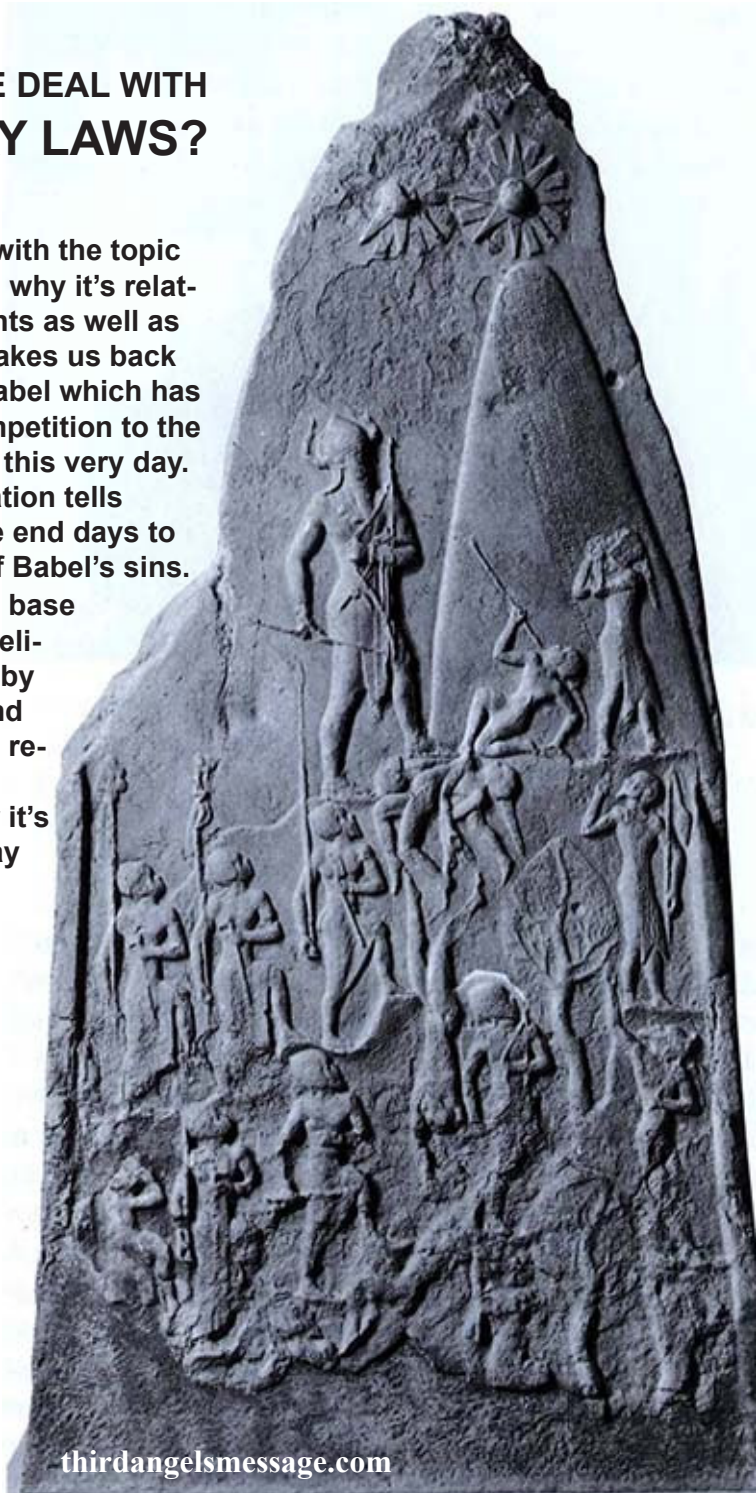 E DEAL WITH
Y LAWS?
with the topic
why it's relat-
nts as well as
akes us back
abel which has
npetition to the
this very day.
ation tells
e end days to
f Babel's sins.
base
eli-
by
nd
re-
it's
ay
thirdangelsmessage.com